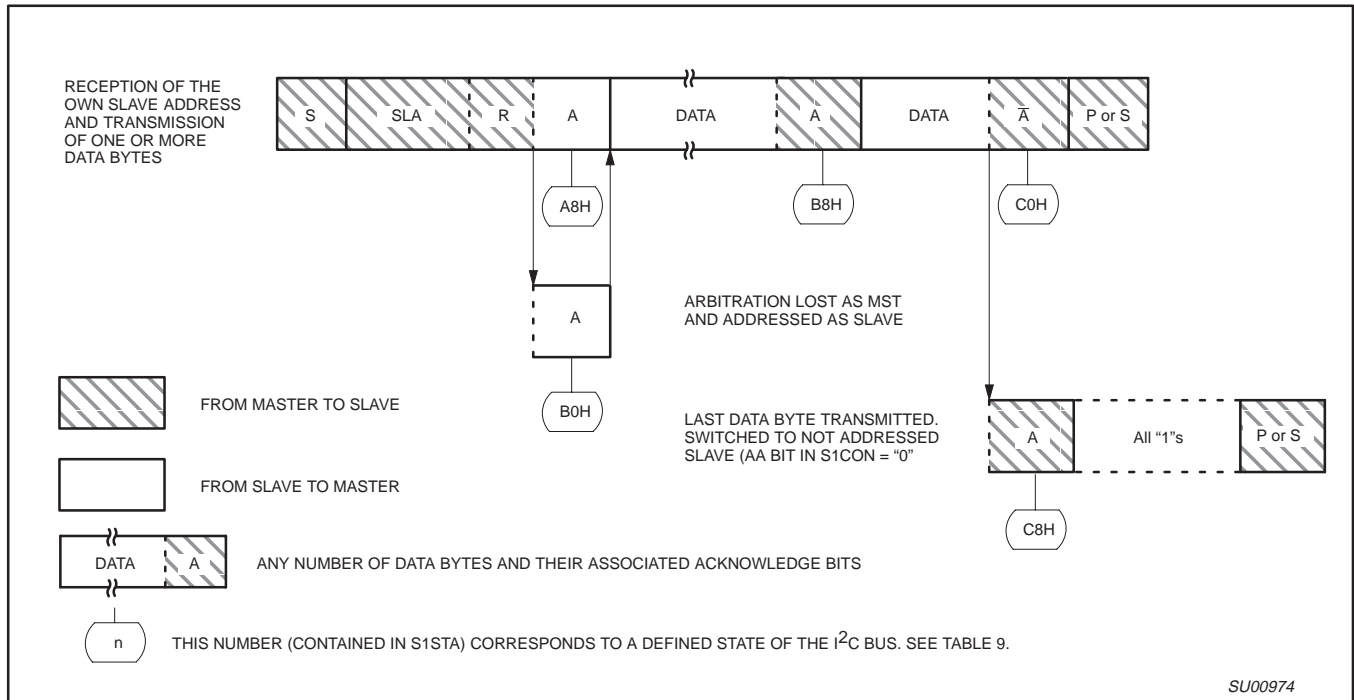 RECEPTION OF THE
OWN SLAVE ADDRESS
AND TRANSMISSION
OF ONE OR MORE
DATA BYTES
S SLA R A DATA A DATA A̅ P or S
A8H B8H C0H
A
B0H
ARBITRATION LOST AS MST
AND ADDRESSED AS SLAVE
LAST DATA BYTE TRANSMITTED.
SWITCHED TO NOT ADDRESSED
SLAVE (AA BIT IN S1CON = “0”
A All “1”s P or S
C8H
FROM MASTER TO SLAVE
FROM SLAVE TO MASTER
DATA A ANY NUMBER OF DATA BYTES AND THEIR ASSOCIATED ACKNOWLEDGE BITS
n THIS NUMBER (CONTAINED IN S1STA) CORRESPONDS TO A DEFINED STATE OF THE I²C BUS. SEE TABLE 9.
SU00974